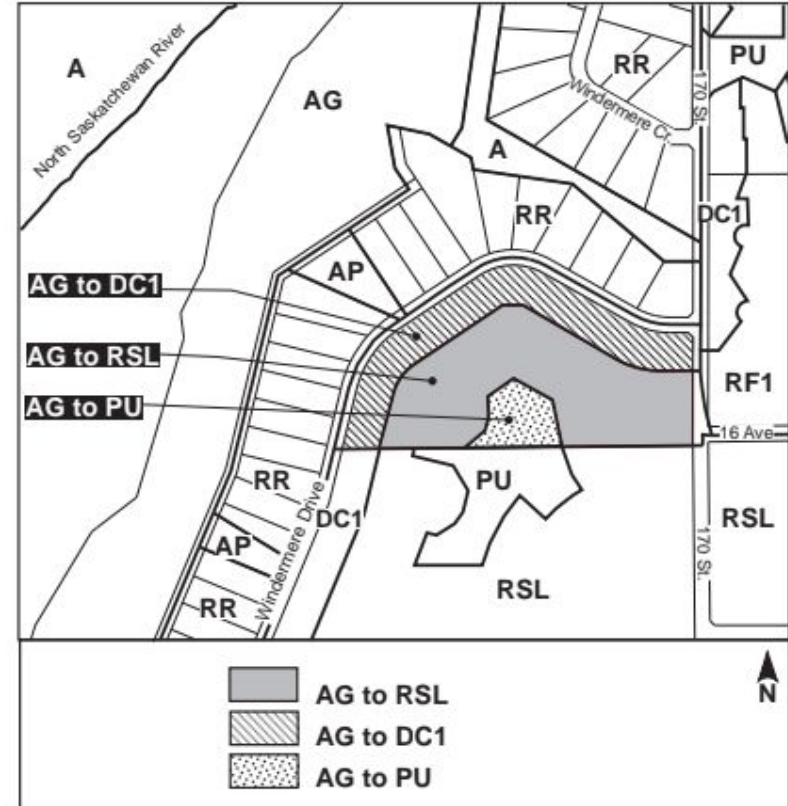 A
North Saskatchewan River
AG
RR
Windermere Cr.
170 St.
PU
A
RR
DC1
AP
AG to DC1
AG to RSL
AG to PU
RF1
16 Ave
RR
PU
DC1
Windermere Drive
AP
RSL
170 St.
RSL
RR
AG to RSL
AG to DC1
AG to PU
N